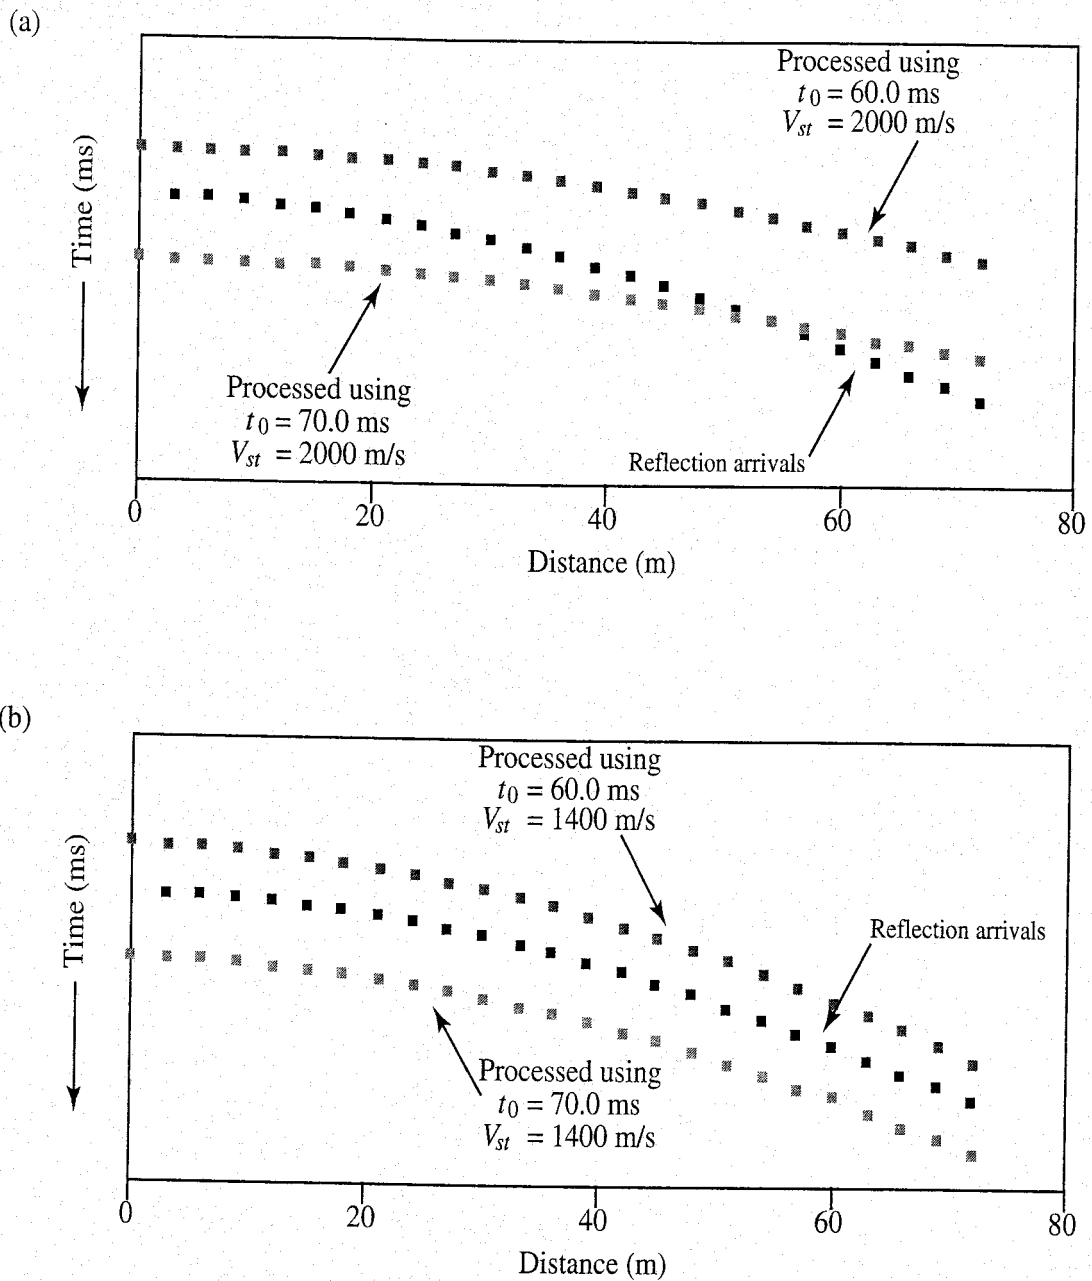 (a)
Processed using
t0 = 60.0 ms
Vst = 2000 m/s
Time (ms)
Processed using
t0 = 70.0 ms
Vst = 2000 m/s
Reflection arrivals
0 20 40 60 80
Distance (m)
(b)
Processed using
t0 = 60.0 ms
Vst = 1400 m/s
Time (ms)
Reflection arrivals
Processed using
t0 = 70.0 ms
Vst = 1400 m/s
0 20 40 60 80
Distance (m)